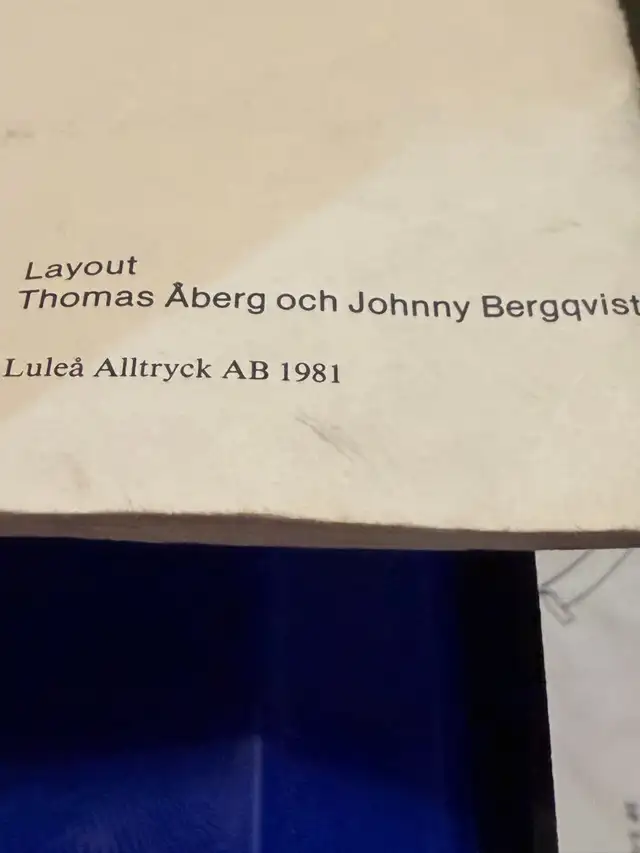 Layout
Thomas Åberg och Johnny Bergqvist
Luleå Alltryck AB 1981